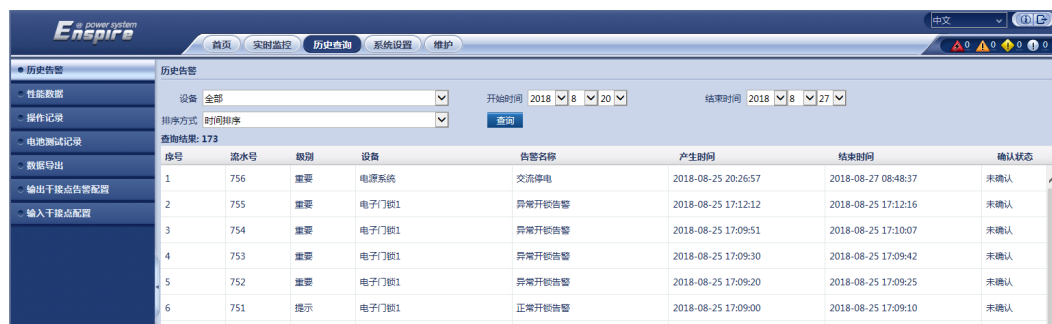 Enspire e power system
中文
首页 实时监控 历史查询 系统设置 维护
0 0 0 0
历史告警
性能数据
操作记录
电池测试记录
数据导出
输出干接点告警配置
输入干接点配置
历史告警
设备 全部 开始时间 2018 8 20 结束时间 2018 8 27
排序方式 时间排序 查询
查询结果: 173
序号 流水号 级别 设备 告警名称 产生时间 结束时间 确认状态
1 756 重要 电源系统 交流停电 2018-08-25 20:26:57 2018-08-27 08:48:37 未确认
2 755 重要 电子门锁1 异常开锁告警 2018-08-25 17:12:12 2018-08-25 17:12:16 未确认
3 754 重要 电子门锁1 异常开锁告警 2018-08-25 17:09:51 2018-08-25 17:10:07 未确认
4 753 重要 电子门锁1 异常开锁告警 2018-08-25 17:09:30 2018-08-25 17:09:42 未确认
5 752 重要 电子门锁1 异常开锁告警 2018-08-25 17:09:20 2018-08-25 17:09:25 未确认
6 751 提示 电子门锁1 正常开锁告警 2018-08-25 17:09:00 2018-08-25 17:09:10 未确认